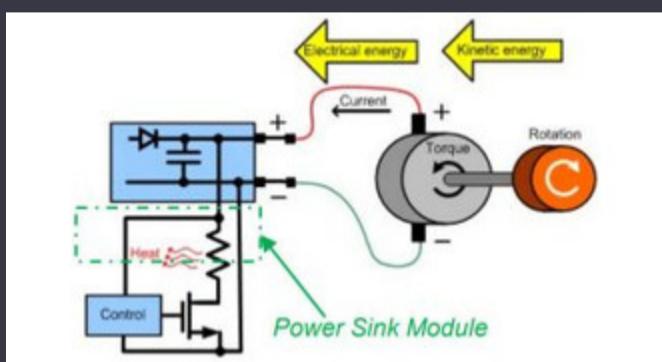 Electrical energy
Kinetic energy
Current
+
+
Torque
Rotation
−
−
Heat
Control
Power Sink Module